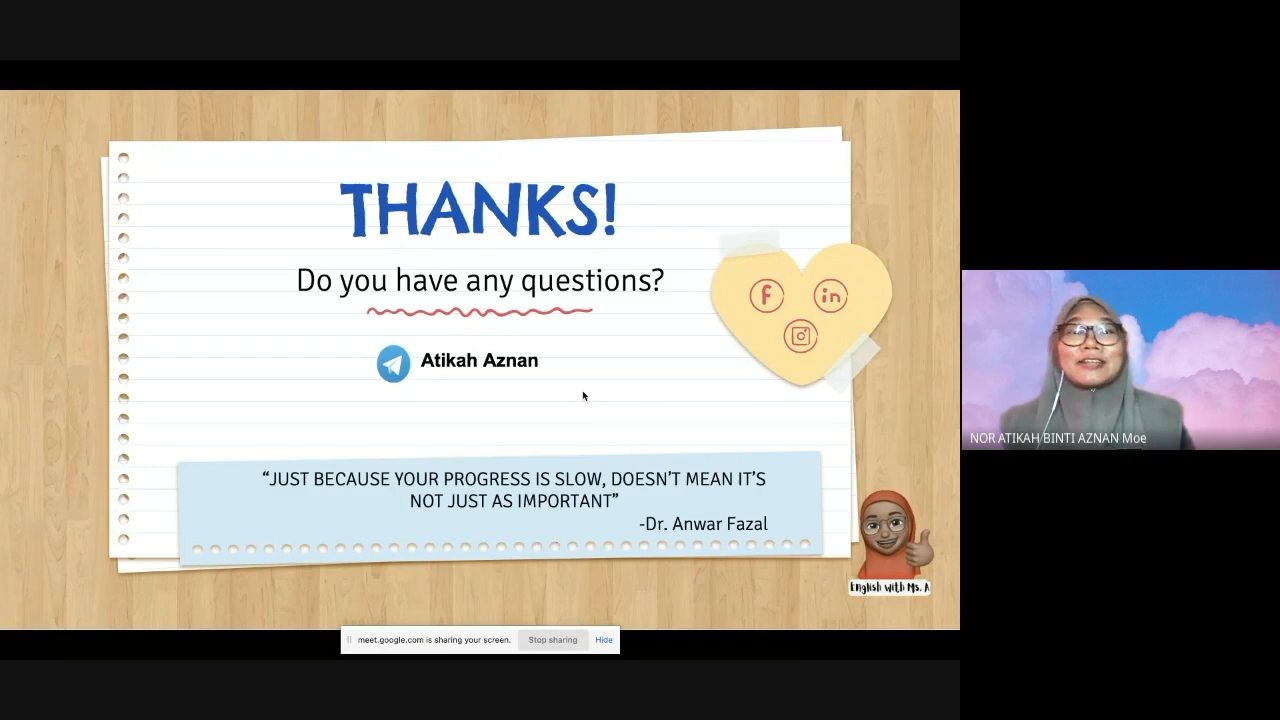 THANKS!
Do you have any questions?
Atikah Aznan
“JUST BECAUSE YOUR PROGRESS IS SLOW, DOESN’T MEAN IT’S
NOT JUST AS IMPORTANT”
-Dr. Anwar Fazal
English with Ms. A
meet.google.com is sharing your screen. Stop sharing Hide
NOR ATIKAH BINTI AZNAN Moe